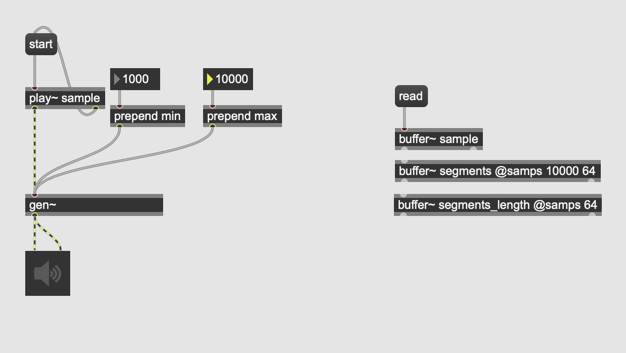 start
1000
10000
play~ sample
prepend min
prepend max
gen~
read
buffer~ sample
buffer~ segments @samps 10000 64
buffer~ segments_length @samps 64